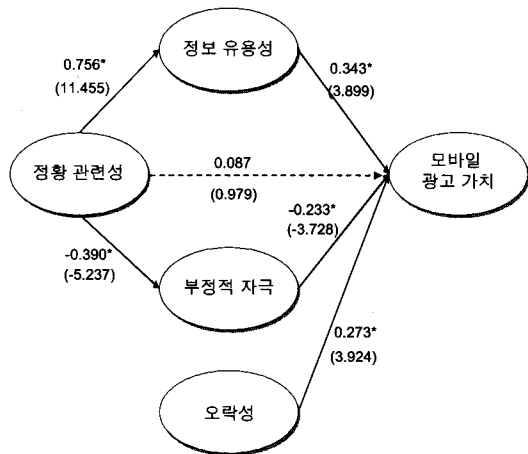 정보 유용성
0.756*
(11.455)
0.343*
(3.899)
정황 관련성
0.087
(0.979)
모바일
광고 가치
-0.390*
(-5.237)
-0.233*
(-3.728)
부정적 자극
0.273*
(3.924)
오락성